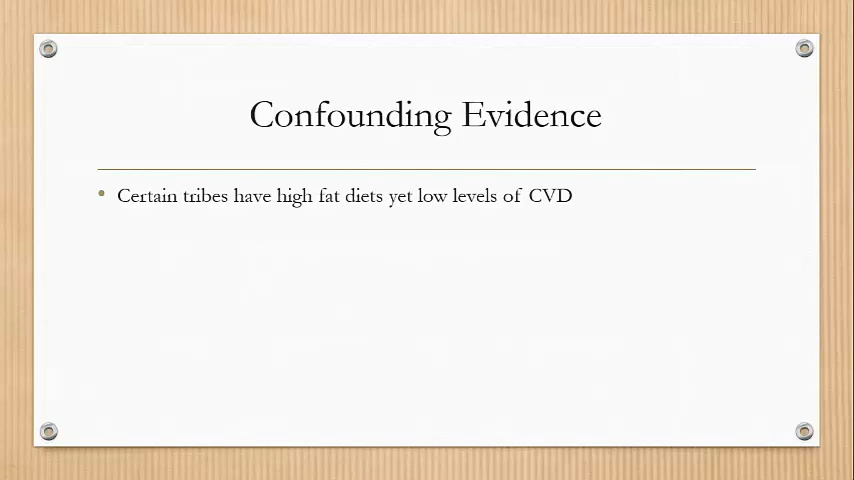 Confounding Evidence
• Certain tribes have high fat diets yet low levels of CVD